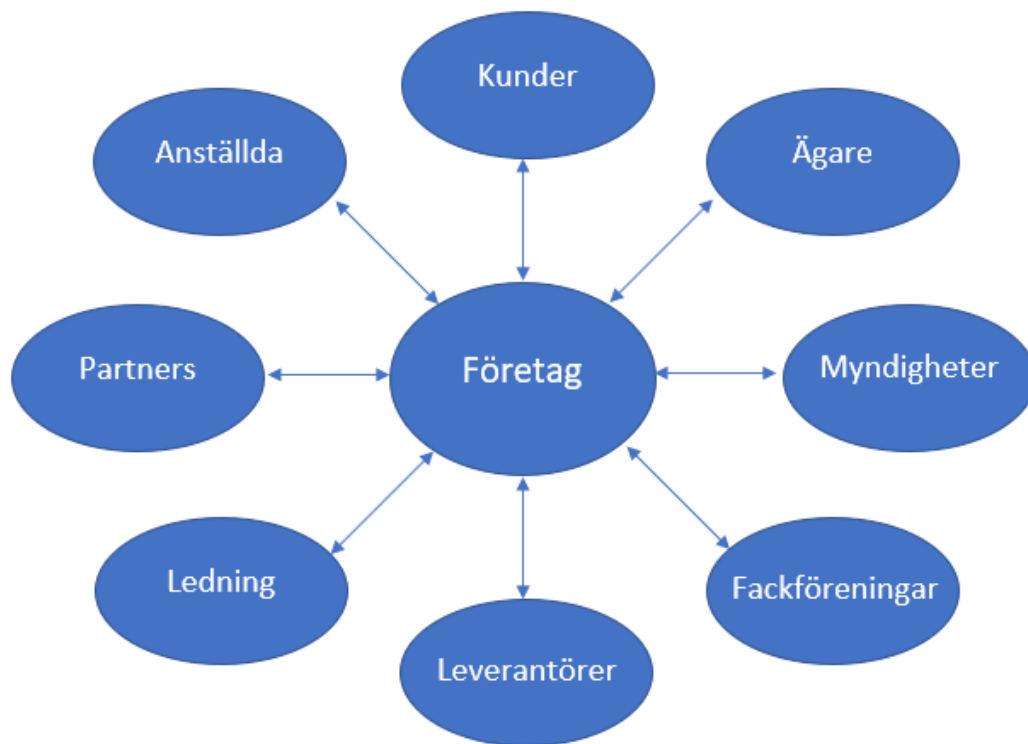 Kunder
Anställda
Ägare
Partners
Företag
Myndigheter
Ledning
Fackföreningar
Leverantörer